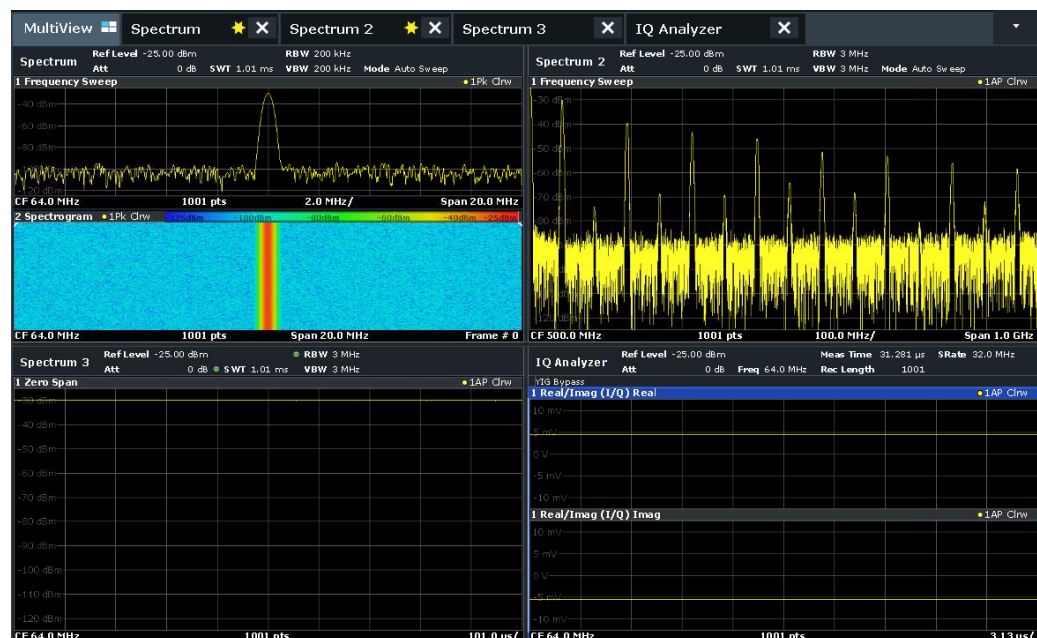 MultiView Spectrum Spectrum 2 Spectrum 3 IQ Analyzer
Spectrum Ref Level -25.00 dBm RBW 200 kHz
Att 0 dB SWT 1.01 ms VBW 200 kHz Mode Auto Sweep
1 Frequency Sweep 1Pk Clrw
-40 dBm
-60 dBm
-80 dBm
CF 64.0 MHz 1001 pts 2.0 MHz/ Span 20.0 MHz
2 Spectrogram 1Pk Clrw -125dBm -100dBm -80dBm -60dBm -40dBm -25dBm
CF 64.0 MHz 1001 pts Span 20.0 MHz Frame # 0
Spectrum 2 Ref Level -25.00 dBm RBW 3 MHz
Att 0 dB SWT 1.01 ms VBW 3 MHz Mode Auto Sweep
1 Frequency Sweep 1AP Clrw
-30 dBm
-40 dBm
-50 dBm
CF 500.0 MHz 1001 pts 100.0 MHz/ Span 1.0 GHz
Spectrum 3 Ref Level -25.00 dBm RBW 3 MHz
Att 0 dB SWT 1.01 ms VBW 3 MHz
1 Zero Span 1AP Clrw
-30 dBm
-40 dBm
-50 dBm
-60 dBm
-70 dBm
-80 dBm
-90 dBm
-100 dBm
-110 dBm
-120 dBm
CF 64.0 MHz 1001 pts 101.0 µs/
IQ Analyzer Ref Level -25.00 dBm Meas Time 31.281 µs SRate 32.0 MHz
Att 0 dB Freq 64.0 MHz Rec Length 1001
YIG Bypass
1 Real/Imag (I/Q) Real 1AP Clrw
10 mV
5 mV
0 V
-5 mV
-10 mV
1 Real/Imag (I/Q) Imag 1AP Clrw
10 mV
5 mV
0 V
-5 mV
-10 mV
CF 64.0 MHz 1001 pts 3.13 µs/